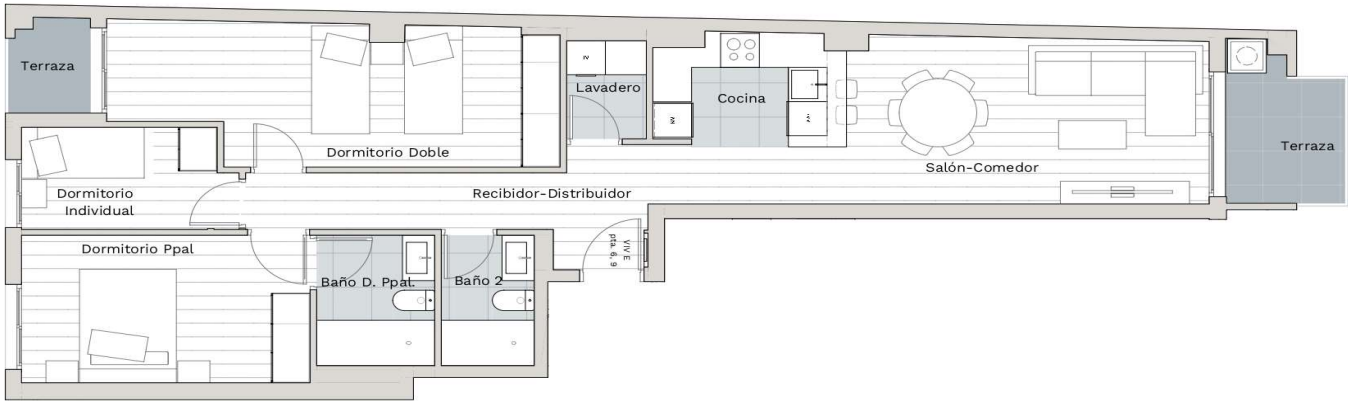 Terraza
Lavadero
Cocina
Dormitorio Doble
Salón-Comedor
Terraza
Dormitorio
Individual
Recibidor-Distribuidor
Dormitorio Ppal
VIV E
pta. 6, 9
Baño D. Ppal.
Baño 2